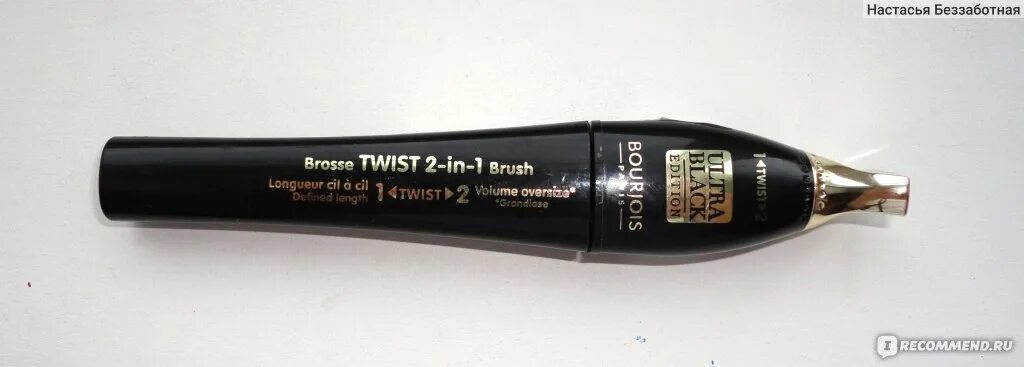 Настасья Беззаботная
Brosse TWIST 2-in-1 Brush
Longueur cil à cil
Defined length
1◄TWIST►2
Volume oversize*
*Grandiose
BOURJOIS
PARIS
ULTRA
BLACK
EDITION
1◄TWIST►2
IRECOMMEND.RU